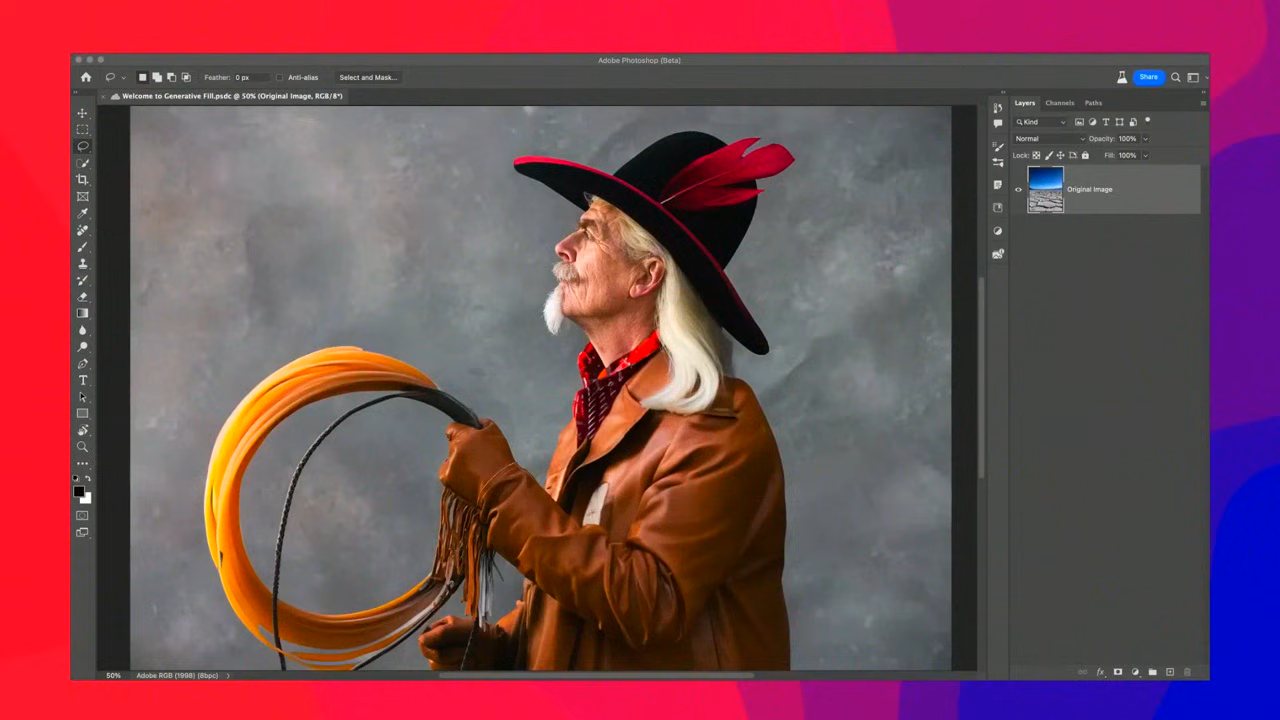 Adobe Photoshop (Beta)
Feather: 0 px Anti-alias Select and Mask... Share
× Welcome to Generative Fill.psdc @ 50% (Original Image, RGB/8*)
Layers Channels Paths
Kind
Normal Opacity: 100%
Lock: Fill: 100%
Original Image
50% Adobe RGB (1998) (8bpc)